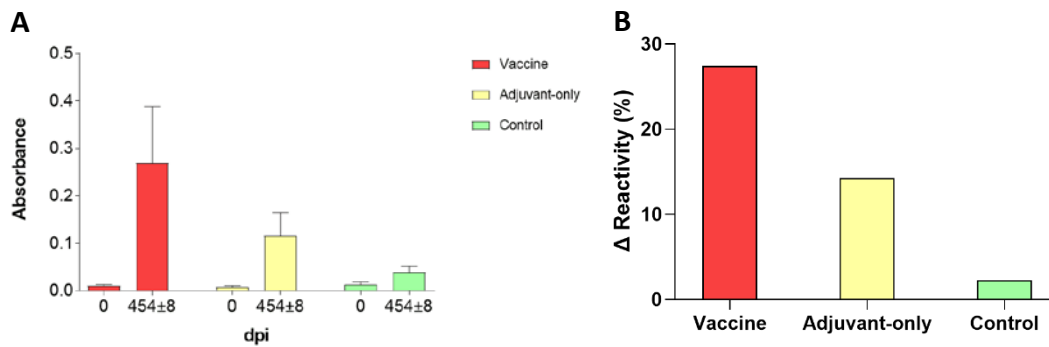 A
Absorbance
0.5
0.4
0.3
0.2
0.1
0.0
0 454±8 0 454±8 0 454±8
dpi
Vaccine
Adjuvant-only
Control
B
Δ Reactivity (%)
30
20
10
0
Vaccine Adjuvant-only Control